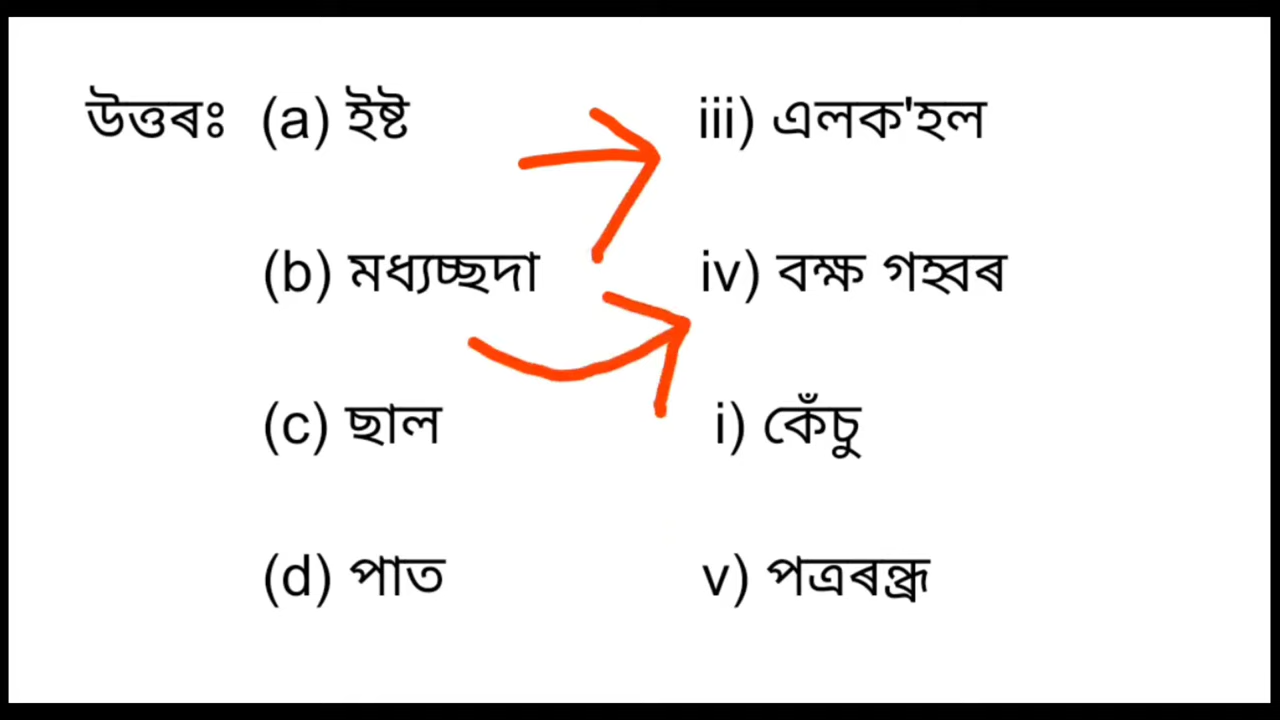 উত্তৰঃ (a) ইষ্ট iii) এলক'হল
(b) মধ্যচ্ছদা iv) বক্ষ গহ্বৰ
(c) ছাল i) কেঁচু
(d) পাত v) পত্ৰৰন্ধ্ৰ